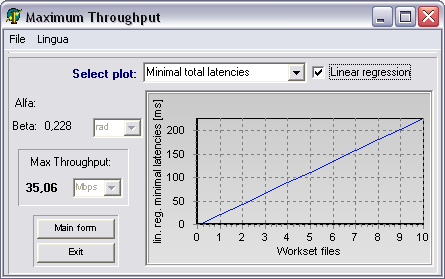 Maximum Throughput
File Lingua
Select plot: Minimal total latencies Linear regression
Alfa:
Beta: 0,228 rad
Max Throughput:
35,06 Mbps
Main form
Exit
lin. reg. minimal latencies [ms]
200
150
100
50
0
0 1 2 3 4 5 6 7 8 9 10
Workset files